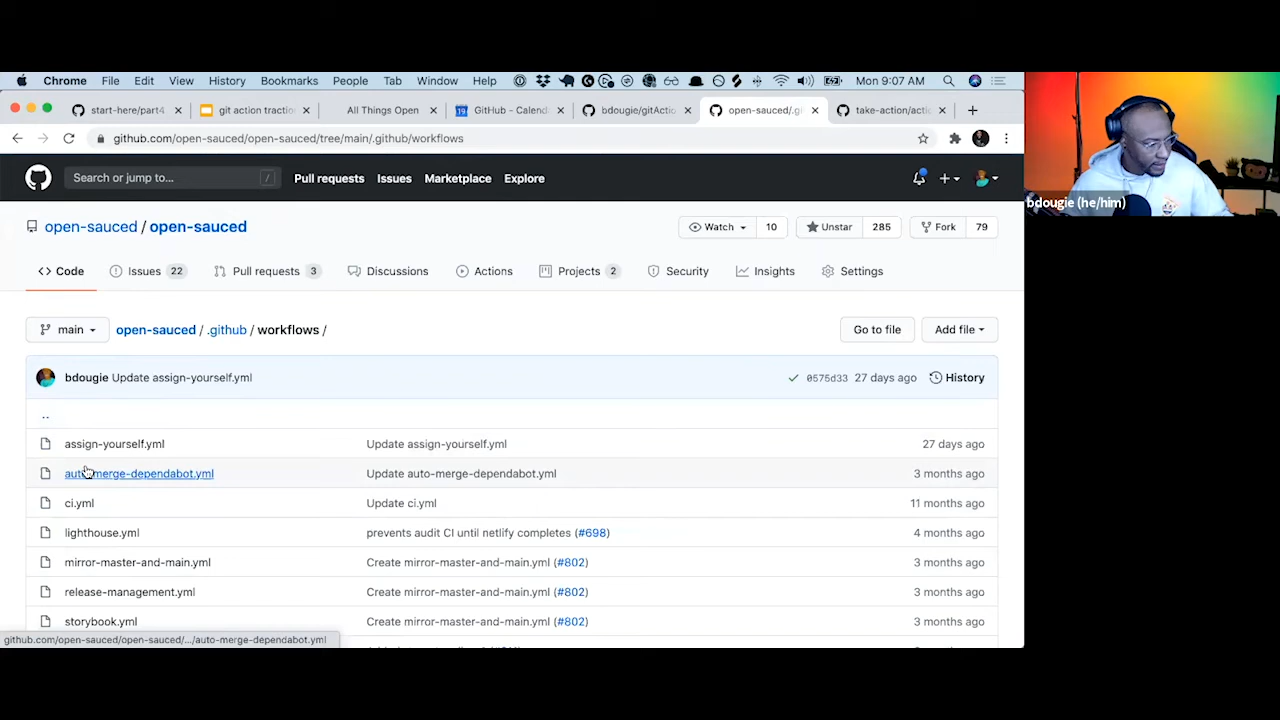 Chrome File Edit View History Bookmarks People Tab Window Help Mon 9:07 AM
start-here/part4 git action tractio All Things Open GitHub - Calend bdougie/gitActio open-sauced/.gi take-action/actio
github.com/open-sauced/open-sauced/tree/main/.github/workflows
Search or jump to... / Pull requests Issues Marketplace Explore
bdougie (he/him)
open-sauced / open-sauced Watch 10 Unstar 285 Fork 79
<> Code Issues 22 Pull requests 3 Discussions Actions Projects 2 Security Insights Settings
main open-sauced / .github / workflows / Go to file Add file
bdougie Update assign-yourself.yml 0575d33 27 days ago History
..
assign-yourself.yml Update assign-yourself.yml 27 days ago
auto-merge-dependabot.yml Update auto-merge-dependabot.yml 3 months ago
ci.yml Update ci.yml 11 months ago
lighthouse.yml prevents audit CI until netlify completes (#698) 4 months ago
mirror-master-and-main.yml Create mirror-master-and-main.yml (#802) 3 months ago
release-management.yml Create mirror-master-and-main.yml (#802) 3 months ago
storybook.yml Create mirror-master-and-main.yml (#802) 3 months ago
github.com/open-sauced/open-sauced/.../auto-merge-dependabot.yml